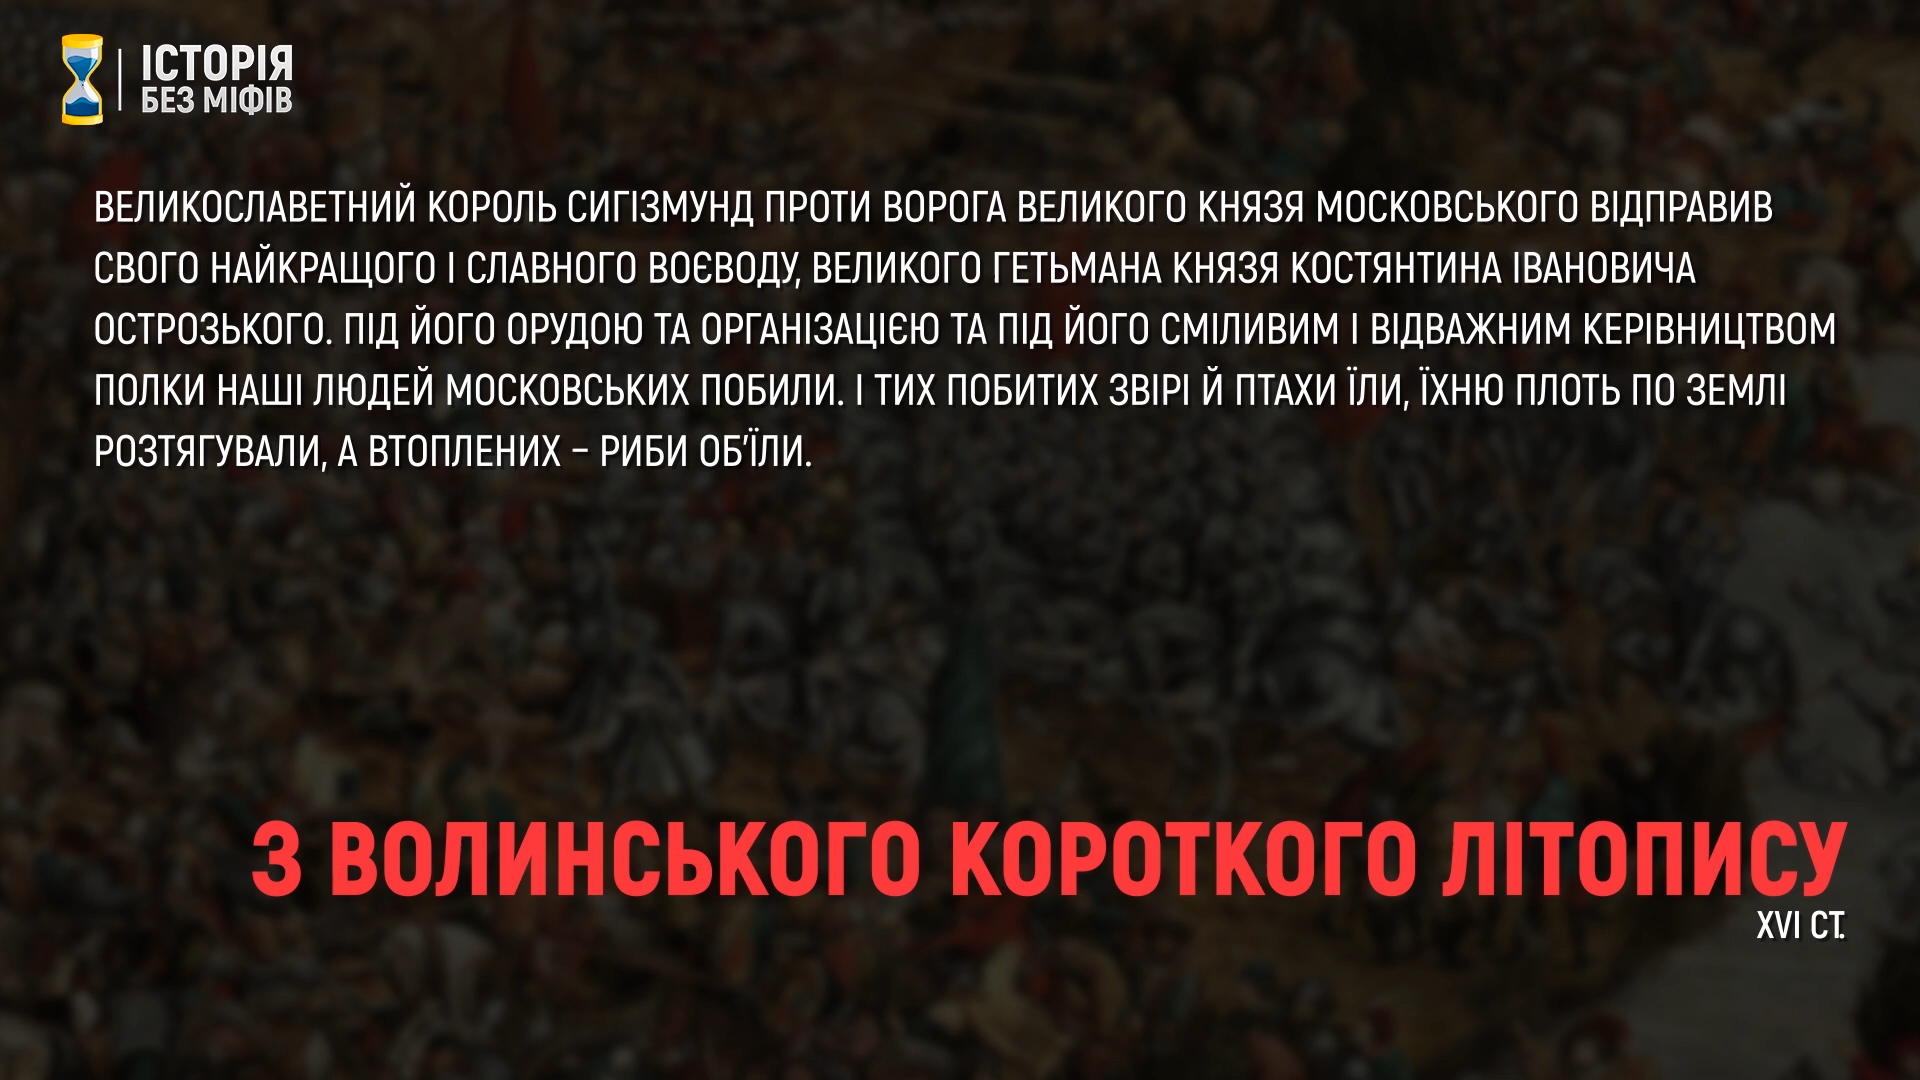 ІСТОРІЯ
БЕЗ МІФІВ
ВЕЛИКОСЛАВЕТНИЙ КОРОЛЬ СИГІЗМУНД ПРОТИ ВОРОГА ВЕЛИКОГО КНЯЗЯ МОСКОВСЬКОГО ВІДПРАВИВ
СВОГО НАЙКРАЩОГО І СЛАВНОГО ВОЄВОДУ, ВЕЛИКОГО ГЕТЬМАНА КНЯЗЯ КОСТЯНТИНА ІВАНОВИЧА
ОСТРОЗЬКОГО. ПІД ЙОГО ОРУДОЮ ТА ОРГАНІЗАЦІЄЮ ТА ПІД ЙОГО СМІЛИВИМ І ВІДВАЖНИМ КЕРІВНИЦТВОМ
ПОЛКИ НАШІ ЛЮДЕЙ МОСКОВСЬКИХ ПОБИЛИ. І ТИХ ПОБИТИХ ЗВІРІ Й ПТАХИ ЇЛИ, ЇХНЮ ПЛОТЬ ПО ЗЕМЛІ
РОЗТЯГУВАЛИ, А ВТОПЛЕНИХ – РИБИ ОБ'ЇЛИ.
З ВОЛИНСЬКОГО КОРОТКОГО ЛІТОПИСУ
XVI СТ.